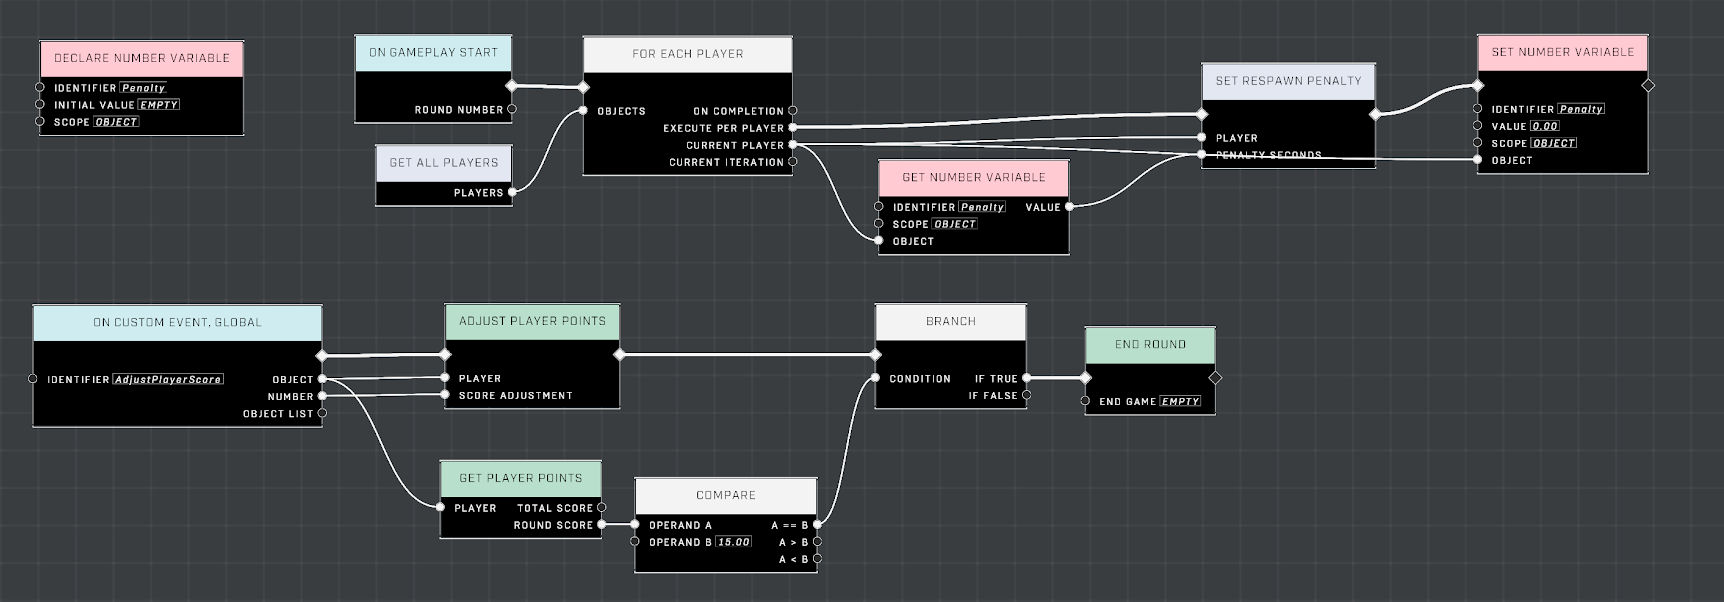 DECLARE NUMBER VARIABLE
IDENTIFIER Penalty
INITIAL VALUE EMPTY
SCOPE OBJECT
ON GAMEPLAY START
ROUND NUMBER
GET ALL PLAYERS
PLAYERS
FOR EACH PLAYER
OBJECTS ON COMPLETION
EXECUTE PER PLAYER
CURRENT PLAYER
CURRENT ITERATION
GET NUMBER VARIABLE
IDENTIFIER Penalty VALUE
SCOPE OBJECT
OBJECT
SET RESPAWN PENALTY
PLAYER
PENALTY SECONDS
SET NUMBER VARIABLE
IDENTIFIER Penalty
VALUE 0.00
SCOPE OBJECT
OBJECT
ON CUSTOM EVENT, GLOBAL
IDENTIFIER AdjustPlayerScore OBJECT
NUMBER
OBJECT LIST
ADJUST PLAYER POINTS
PLAYER
SCORE ADJUSTMENT
GET PLAYER POINTS
PLAYER TOTAL SCORE
ROUND SCORE
COMPARE
OPERAND A A == B
OPERAND B 15.00 A > B
A < B
BRANCH
CONDITION IF TRUE
IF FALSE
END ROUND
END GAME EMPTY